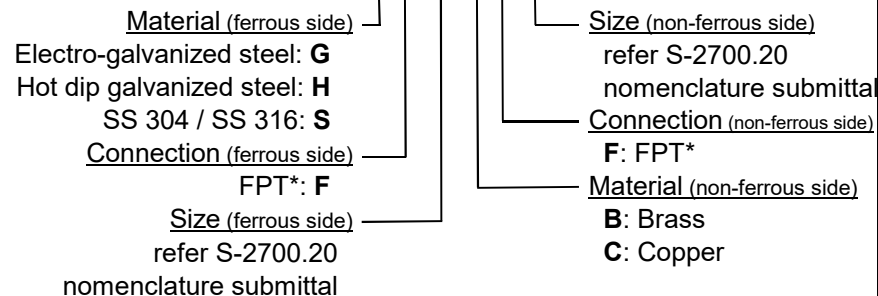 Material (ferrous side)
Electro-galvanized steel: G
Hot dip galvanized steel: H
SS 304 / SS 316: S
Connection (ferrous side)
FPT*: F
Size (ferrous side)
refer S-2700.20
nomenclature submittal
Size (non-ferrous side)
refer S-2700.20
nomenclature submittal
Connection (non-ferrous side)
F: FPT*
Material (non-ferrous side)
B: Brass
C: Copper